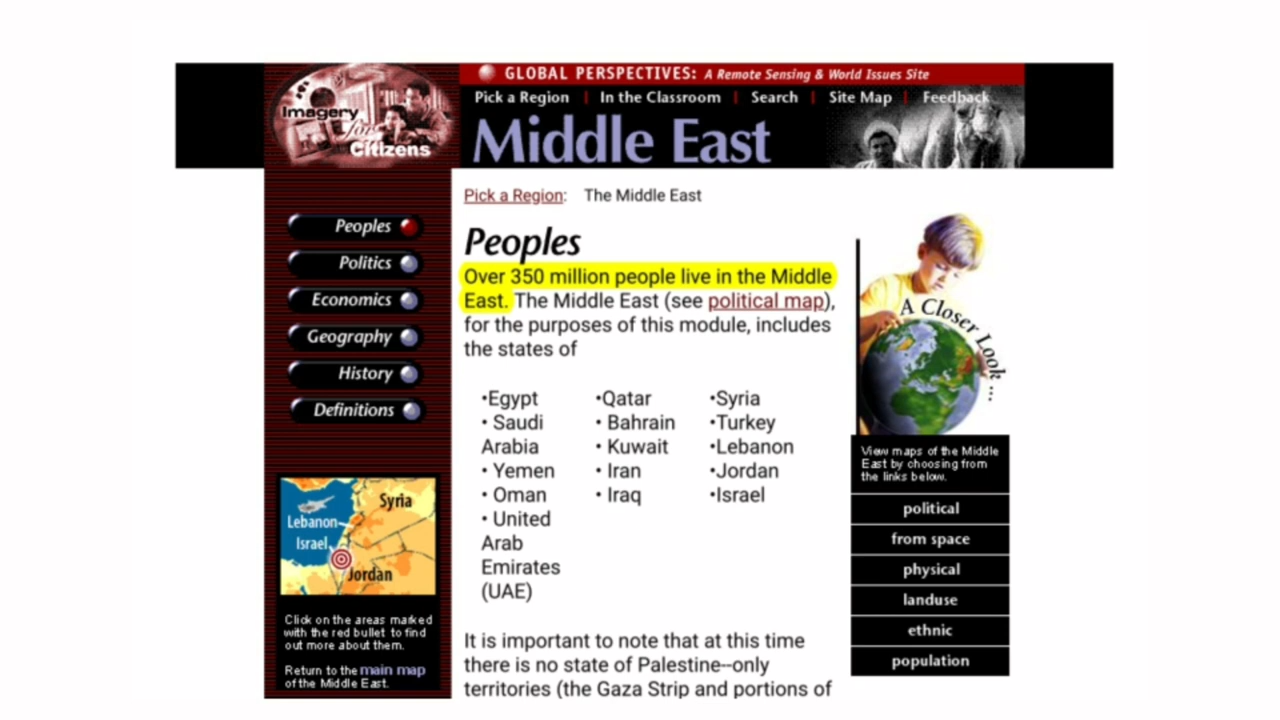 GLOBAL PERSPECTIVES: A Remote Sensing & World Issues Site
Pick a Region | In the Classroom | Search | Site Map | Feedback
Imagery
for
Citizens
Middle East
Pick a Region: The Middle East
Peoples
Politics
Economics
Geography
History
Definitions
Syria
Lebanon
Israel
Jordan
Click on the areas marked
with the red bullet to find
out more about them.
Return to the main map
of the Middle East.
Peoples
Over 350 million people live in the Middle
East. The Middle East (see political map),
for the purposes of this module, includes
the states of
•Egypt
• Saudi
Arabia
• Yemen
• Oman
• United
Arab
Emirates
(UAE)
•Qatar
• Bahrain
• Kuwait
• Iran
• Iraq
•Syria
•Turkey
•Lebanon
•Jordan
•Israel
It is important to note that at this time
there is no state of Palestine--only
territories (the Gaza Strip and portions of
A Closer Look ...
View maps of the Middle
East by choosing from
the links below.
political
from space
physical
landuse
ethnic
population